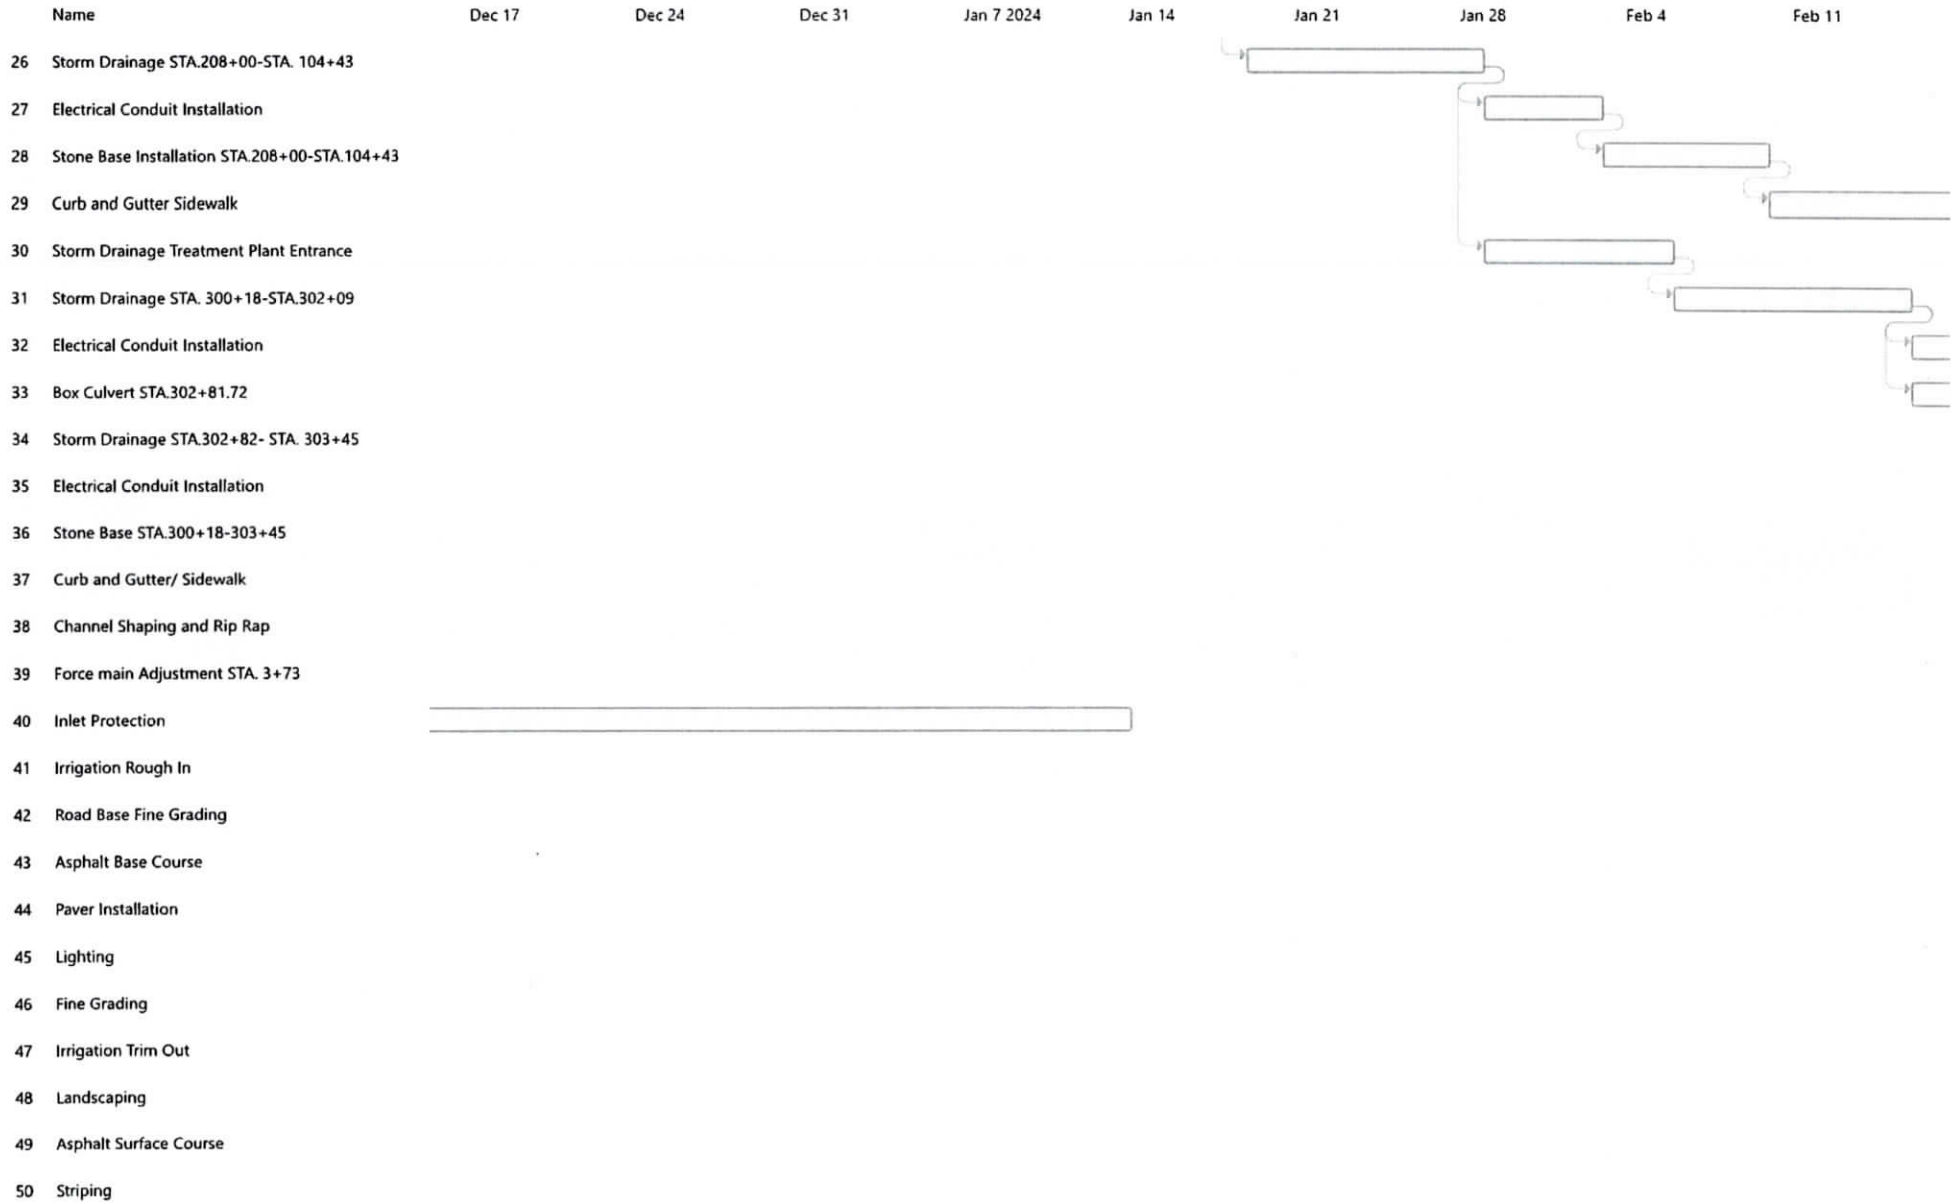 Name Dec 17 Dec 24 Dec 31 Jan 7 2024 Jan 14 Jan 21 Jan 28 Feb 4 Feb 11
26 Storm Drainage STA.208+00-STA. 104+43
27 Electrical Conduit Installation
28 Stone Base Installation STA.208+00-STA.104+43
29 Curb and Gutter Sidewalk
30 Storm Drainage Treatment Plant Entrance
31 Storm Drainage STA. 300+18-STA.302+09
32 Electrical Conduit Installation
33 Box Culvert STA.302+81.72
34 Storm Drainage STA.302+82- STA. 303+45
35 Electrical Conduit Installation
36 Stone Base STA.300+18-303+45
37 Curb and Gutter/ Sidewalk
38 Channel Shaping and Rip Rap
39 Force main Adjustment STA. 3+73
40 Inlet Protection
41 Irrigation Rough In
42 Road Base Fine Grading
43 Asphalt Base Course
44 Paver Installation
45 Lighting
46 Fine Grading
47 Irrigation Trim Out
48 Landscaping
49 Asphalt Surface Course
50 Striping